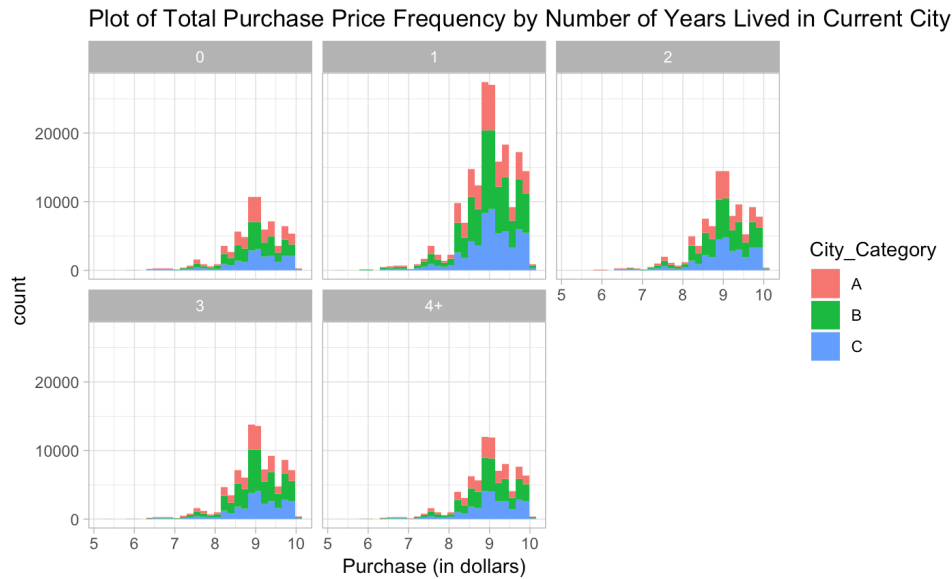 Plot of Total Purchase Price Frequency by Number of Years Lived in Current City
0 1 2
20000
10000
0
5 6 7 8 9 10
3 4+
20000
10000
0
5 6 7 8 9 10 5 6 7 8 9 10
count
Purchase (in dollars)
City_Category
A
B
C